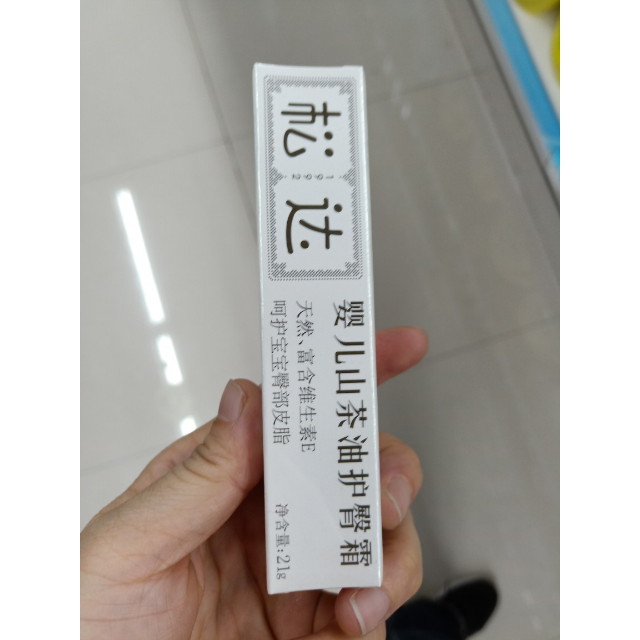 松达
1992
婴儿山茶油护臀霜
天然、富含维生素E
呵护宝宝臀部皮脂
净含量:21g